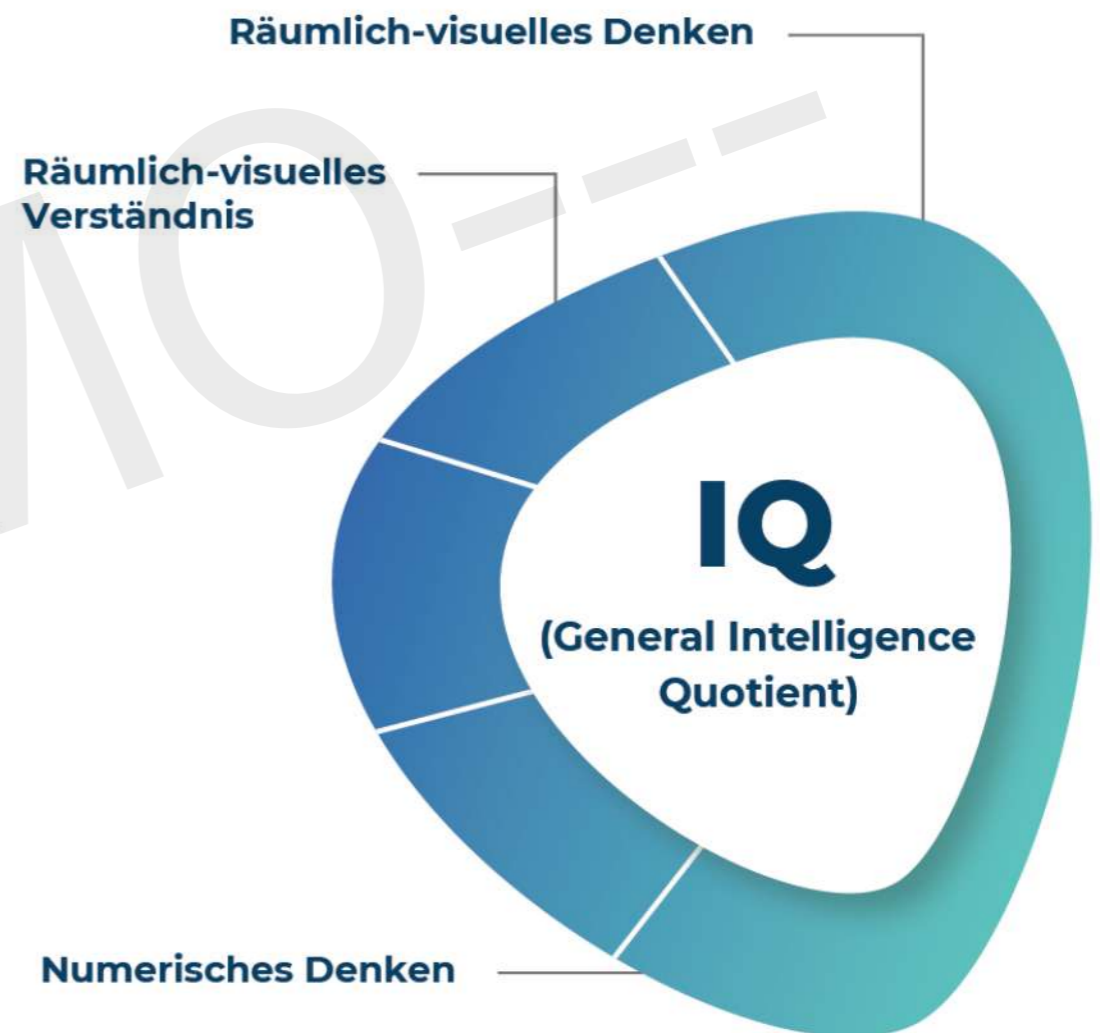 Räumlich-visuelles Denken
Räumlich-visuelles
Verständnis
IQ
(General Intelligence
Quotient)
Numerisches Denken